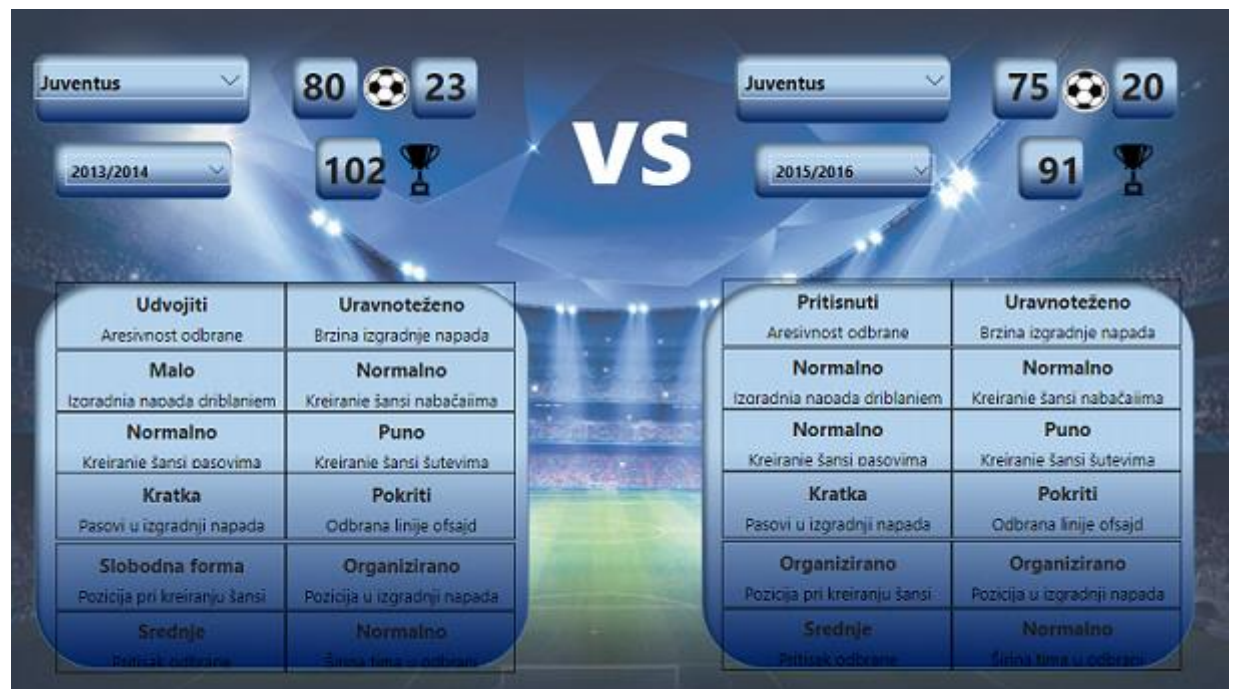 Juventus
80 23
2013/2014
102
VS
Juventus
75 20
2015/2016
91
Udvojiti Uravnoteženo
Aresivnost odbrane Brzina izgradnje napada
Malo Normalno
Izgradnja napada driblanjem Kreiranje šansi nabačajima
Normalno Puno
Kreiranje šansi pasovima Kreiranje šansi šutevima
Kratka Pokriti
Pasovi u izgradnji napada Odbrana linije ofsajd
Slobodna forma Organizirano
Pozicija pri kreiranju šansi Pozicija u izgradnji napada
Srednje Normalno
Pritisak odbrane Širina tima u odbrani
Pritisnuti Uravnoteženo
Aresivnost odbrane Brzina izgradnje napada
Normalno Normalno
Izgradnja napada driblanjem Kreiranje šansi nabačajima
Normalno Puno
Kreiranje šansi pasovima Kreiranje šansi šutevima
Kratka Pokriti
Pasovi u izgradnji napada Odbrana linije ofsajd
Organizirano Organizirano
Pozicija pri kreiranju šansi Pozicija u izgradnji napada
Srednje Normalno
Pritisak odbrane Širina tima u odbrani